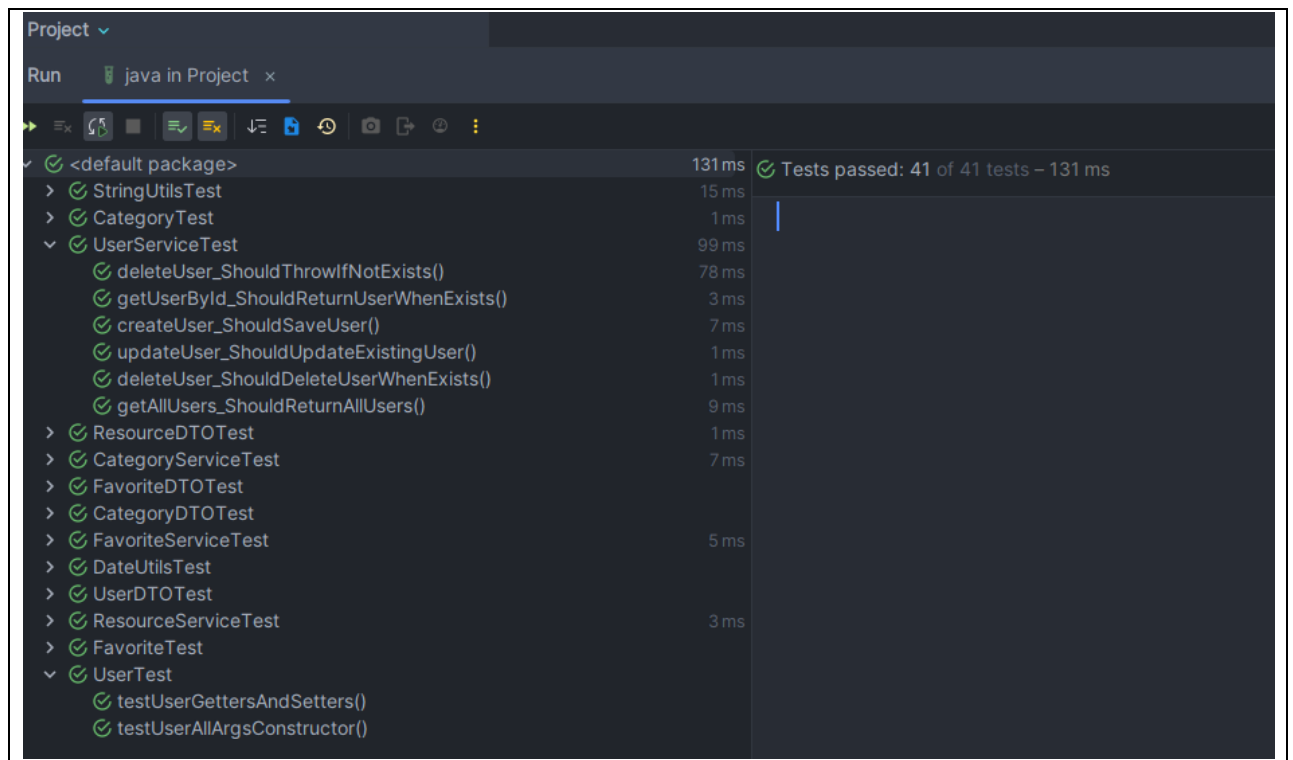 Project
Run java in Project ×
<default package> 131 ms Tests passed: 41 of 41 tests – 131 ms
StringUtilsTest 15 ms
CategoryTest 1 ms
UserServiceTest 99 ms
deleteUser_ShouldThrowIfNotExists() 78 ms
getUserById_ShouldReturnUserWhenExists() 3 ms
createUser_ShouldSaveUser() 7 ms
updateUser_ShouldUpdateExistingUser() 1 ms
deleteUser_ShouldDeleteUserWhenExists() 1 ms
getAllUsers_ShouldReturnAllUsers() 9 ms
ResourceDTOTest 1 ms
CategoryServiceTest 7 ms
FavoriteDTOTest
CategoryDTOTest
FavoriteServiceTest 5 ms
DateUtilsTest
UserDTOTest
ResourceServiceTest 3 ms
FavoriteTest
UserTest
testUserGettersAndSetters()
testUserAllArgsConstructor()